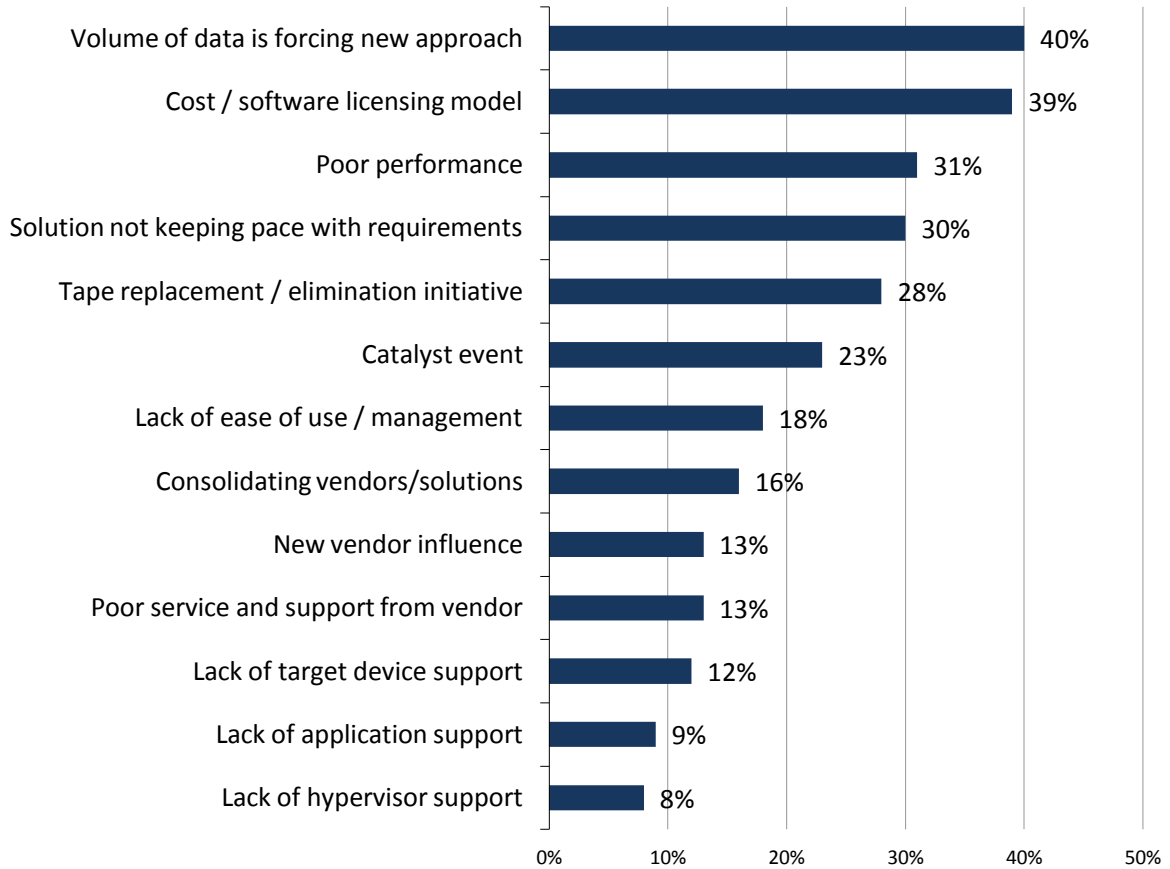 Volume of data is forcing new approach 40%
Cost / software licensing model 39%
Poor performance 31%
Solution not keeping pace with requirements 30%
Tape replacement / elimination initiative 28%
Catalyst event 23%
Lack of ease of use / management 18%
Consolidating vendors/solutions 16%
New vendor influence 13%
Poor service and support from vendor 13%
Lack of target device support 12%
Lack of application support 9%
Lack of hypervisor support 8%
0% 10% 20% 30% 40% 50%